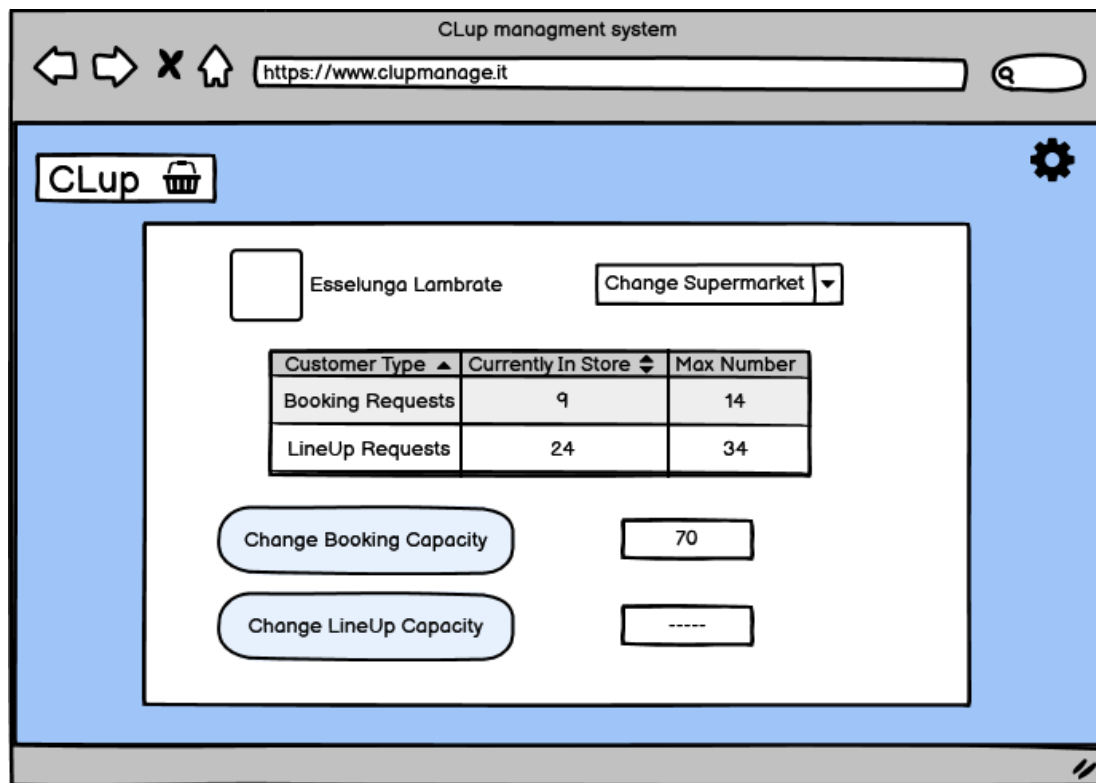 CLup managment system
https://www.clupmanage.it
CLup
Esselunga Lambrate
Change Supermarket
Customer Type Currently In Store Max Number
Booking Requests 9 14
LineUp Requests 24 34
Change Booking Capacity 70
Change LineUp Capacity -----